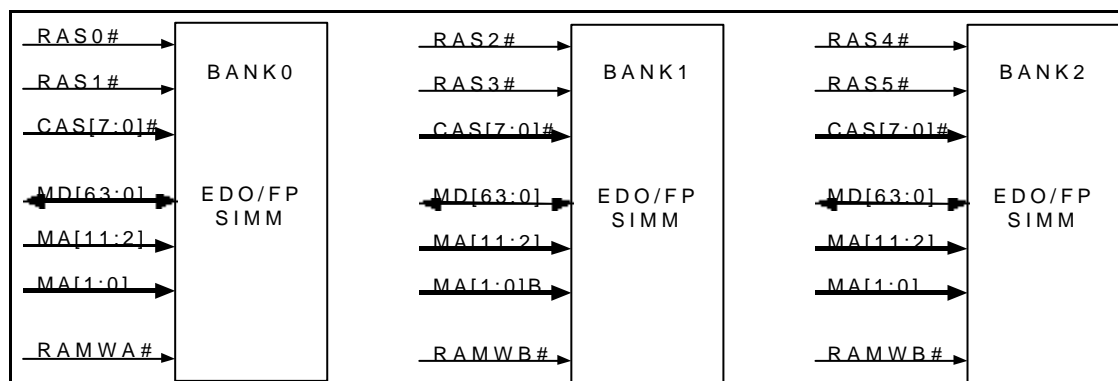 RAS0#
RAS1#
CAS[7:0]#
MD[63:0]
MA[11:2]
MA[1:0]
RAMWA#
BANK0
EDO/FP
SIMM
RAS2#
RAS3#
CAS[7:0]#
MD[63:0]
MA[11:2]
MA[1:0]B
RAMWB#
BANK1
EDO/FP
SIMM
RAS4#
RAS5#
CAS[7:0]#
MD[63:0]
MA[11:2]
MA[1:0]
RAMWB#
BANK2
EDO/FP
SIMM